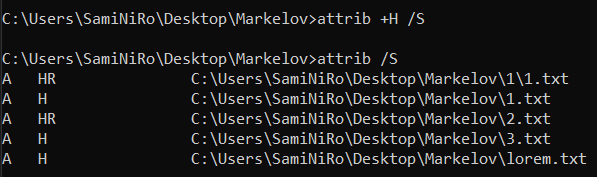 C:\Users\SamiNiRo\Desktop\Markelov>attrib +H /S
C:\Users\SamiNiRo\Desktop\Markelov>attrib /S
A    HR              C:\Users\SamiNiRo\Desktop\Markelov\1\1.txt
A    H               C:\Users\SamiNiRo\Desktop\Markelov\1.txt
A    HR              C:\Users\SamiNiRo\Desktop\Markelov\2.txt
A    H               C:\Users\SamiNiRo\Desktop\Markelov\3.txt
A    H               C:\Users\SamiNiRo\Desktop\Markelov\lorem.txt